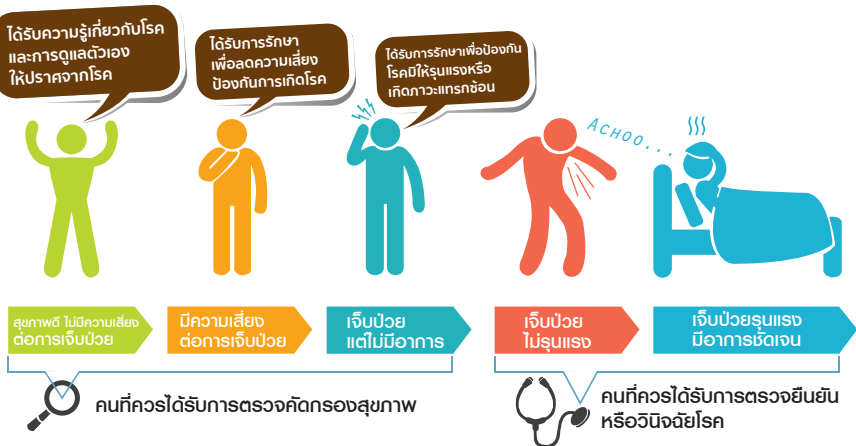 ได้รับความรู้เกี่ยวกับโรค
และการดูแลตัวเอง
ให้ปราศจากโรค
ได้รับการรักษา
เพื่อลดความเสี่ยง
ป้องกันการเกิดโรค
ได้รับการรักษาเพื่อป้องกัน
โรคมิให้รุนแรงหรือ
เกิดภาวะแทรกซ้อน
ACHOO...
สุขภาพดี ไม่มีความเสี่ยง
ต่อการเจ็บป่วย
มีความเสี่ยง
ต่อการเจ็บป่วย
เจ็บป่วย
แต่ไม่มีอาการ
เจ็บป่วย
ไม่รุนแรง
เจ็บป่วยรุนแรง
มีอาการชัดเจน
คนที่ควรได้รับการตรวจคัดกรองสุขภาพ
คนที่ควรได้รับการตรวจยืนยัน
หรือวินิจฉัยโรค